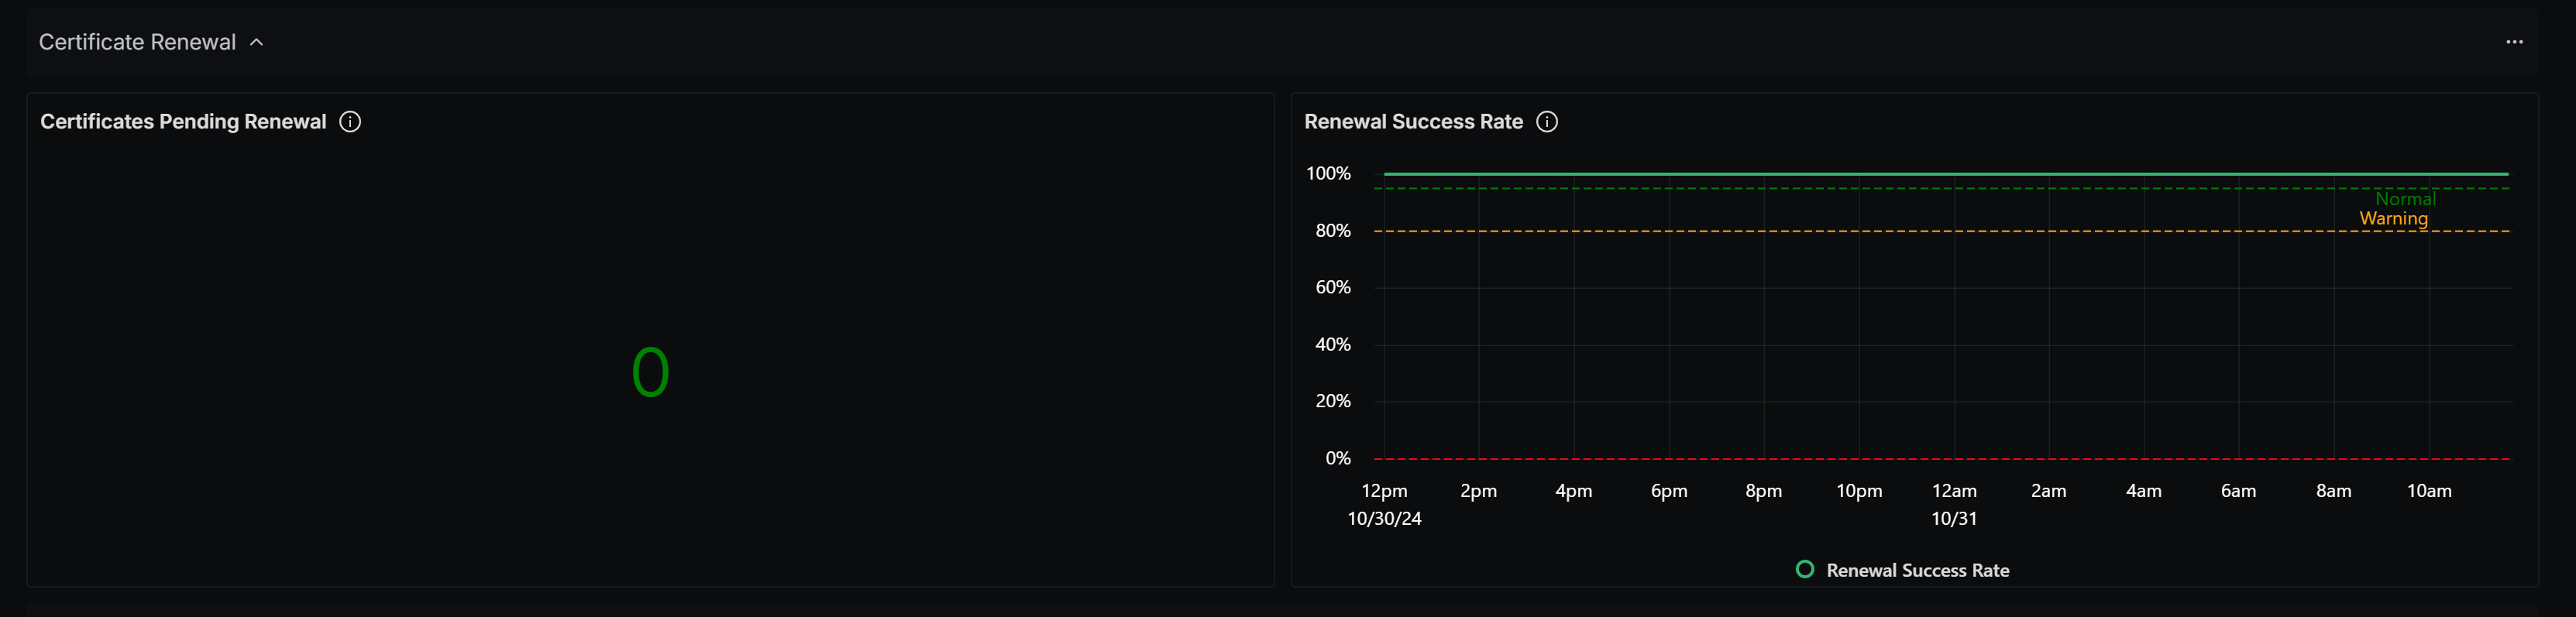 Certificate Renewal
Certificates Pending Renewal
0
Renewal Success Rate
100%
80%
60%
40%
20%
0%
Normal
Warning
12pm 2pm 4pm 6pm 8pm 10pm 12am 2am 4am 6am 8am 10am
10/30/24 10/31
Renewal Success Rate